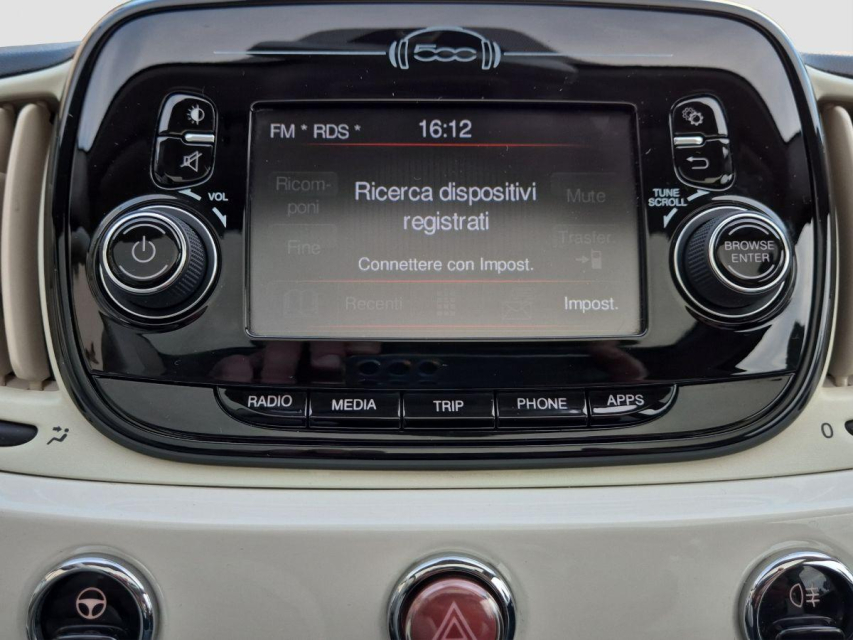 500
FM * RDS * 16:12
Ricom-
poni
Ricerca dispositivi
registrati
Mute
Fine
Trasfer.
Connettere con Impost.
Recenti
Impost.
VOL
TUNE
SCROLL
BROWSE
ENTER
RADIO MEDIA TRIP PHONE APPS
0